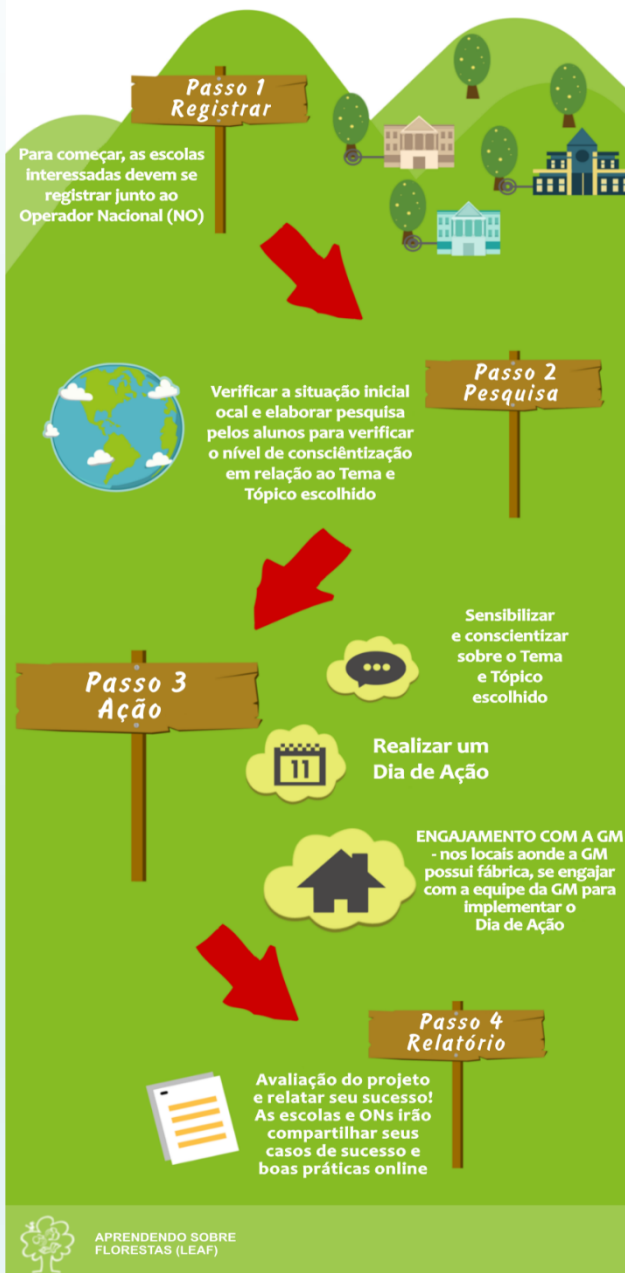 Passo 1
Registrar
Para começar, as escolas
interessadas devem se
registrar junto ao
Operador Nacional (NO)
Passo 2
Pesquisa
Verificar a situação inicial
ocal e elaborar pesquisa
pelos alunos para verificar
o nível de consciêntização
em relação ao Tema e
Tópico escolhido
Passo 3
Ação
Sensibilizar
e conscientizar
sobre o Tema
e Tópico
escolhido
11
Realizar um
Dia de Ação
ENGAJAMENTO COM A GM
- nos locais aonde a GM
possui fábrica, se engajar
com a equipe da GM para
implementar o
Dia de Ação
Passo 4
Relatório
Avaliação do projeto
e relatar seu sucesso!
As escolas e ONs irão
compartilhar seus
casos de sucesso e
boas práticas online
APRENDENDO SOBRE
FLORESTAS (LEAF)